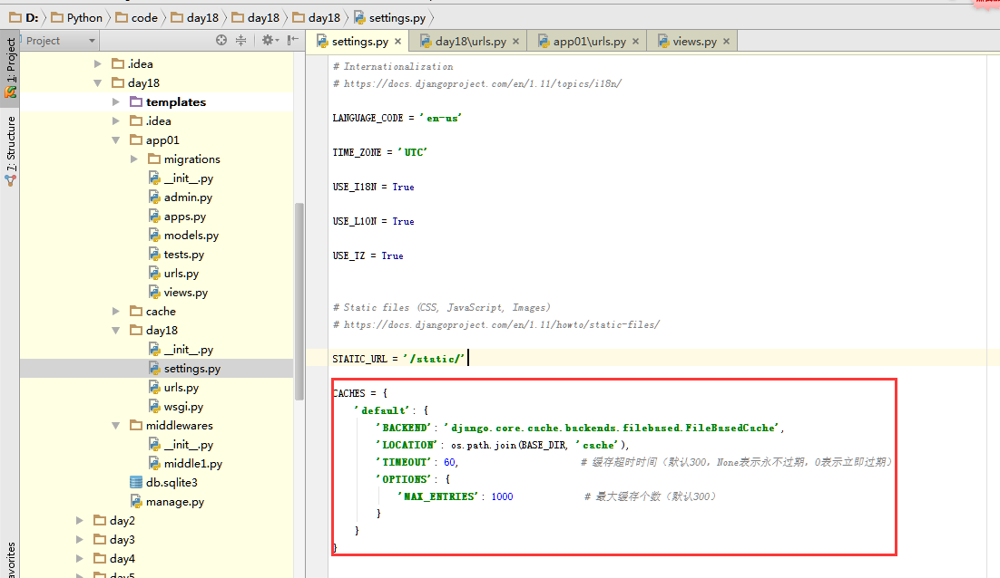 D: Python code day18 day18 day18 settings.py
1: Project
7: Structure
avorites
Project
settings.py day18\urls.py app01\urls.py views.py
.idea
day18
templates
.idea
app01
migrations
__init__.py
admin.py
apps.py
models.py
tests.py
urls.py
views.py
cache
day18
__init__.py
settings.py
urls.py
wsgi.py
middlewares
__init__.py
middle1.py
db.sqlite3
manage.py
day2
day3
day4
day5
# Internationalization
# https://docs.djangoproject.com/en/1.11/topics/i18n/
LANGUAGE_CODE = 'en-us'
TIME_ZONE = 'UTC'
USE_I18N = True
USE_L10N = True
USE_TZ = True
# Static files (CSS, JavaScript, Images)
# https://docs.djangoproject.com/en/1.11/howto/static-files/
STATIC_URL = '/static/'
CACHES = {
'default': {
'BACKEND': 'django.core.cache.backends.filebased.FileBasedCache',
'LOCATION': os.path.join(BASE_DIR, 'cache'),
'TIMEOUT': 60, # 缓存超时时间（默认300，None表示永不过期，0表示立即过期）
'OPTIONS': {
'MAX_ENTRIES': 1000 # 最大缓存个数（默认300）
}
}
}